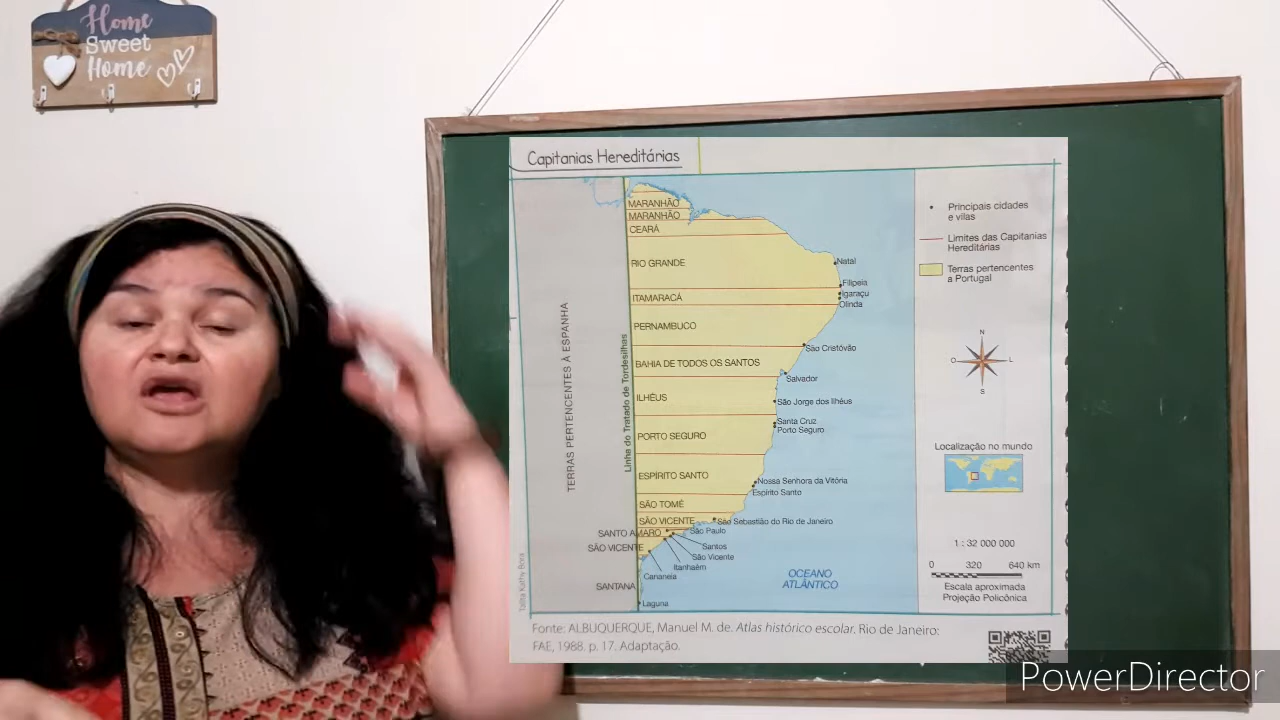 Home
Sweet
Home
Capitanias Hereditárias
MARANHÃO
MARANHÃO
CEARÁ
RIO GRANDE
ITAMARACÁ
PERNAMBUCO
BAHIA DE TODOS OS SANTOS
ILHÉUS
PORTO SEGURO
ESPÍRITO SANTO
SÃO TOMÉ
SÃO VICENTE
SANTO AMARO
SÃO VICENTE
SANTANA
TERRAS PERTENCENTES À ESPANHA
Linha do Tratado de Tordesilhas
Natal
Filipeia
Igaraçu
Olinda
São Cristóvão
Salvador
São Jorge dos Ilhéus
Santa Cruz
Porto Seguro
Nossa Senhora da Vitória
Espírito Santo
São Sebastião do Rio de Janeiro
São Paulo
Santos
São Vicente
Itanhaém
Cananeia
Laguna
OCEANO
ATLÂNTICO
Principais cidades
e vilas
Limites das Capitanias
Hereditárias
Terras pertencentes
a Portugal
N
O
L
S
Localização no mundo
1 : 32 000 000
0 320 640 km
Escala aproximada
Projeção Policônica
Talita Kathy Bora
Fonte: ALBUQUERQUE, Manuel M. de. Atlas histórico escolar. Rio de Janeiro:
FAE, 1988. p. 17. Adaptação.
PowerDirector